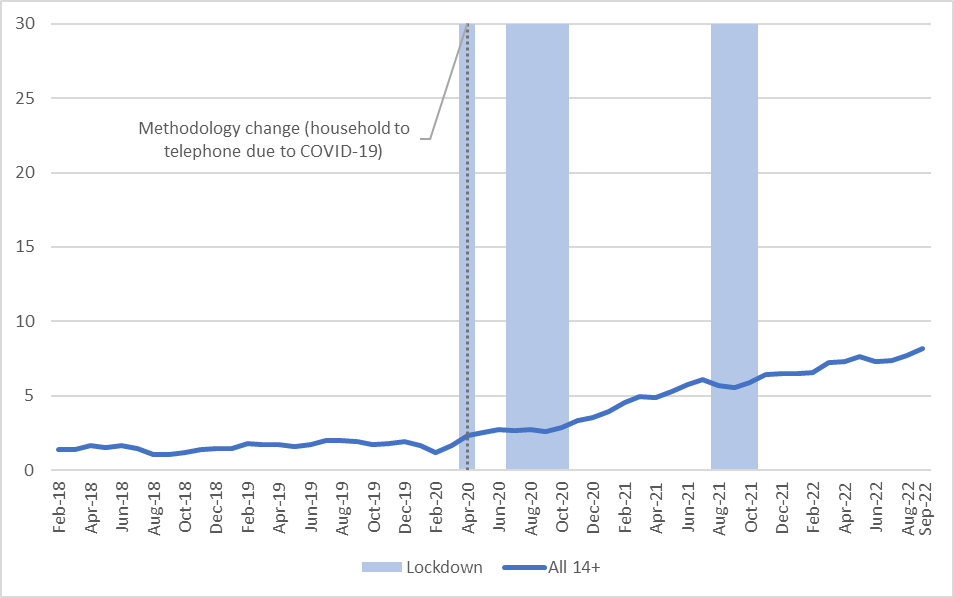 30
25
20
15
10
5
0
Methodology change (household to
telephone due to COVID-19)
Feb-18
Apr-18
Jun-18
Aug-18
Oct-18
Dec-18
Feb-19
Apr-19
Jun-19
Aug-19
Oct-19
Dec-19
Feb-20
Apr-20
Jun-20
Aug-20
Oct-20
Dec-20
Feb-21
Apr-21
Jun-21
Aug-21
Oct-21
Dec-21
Feb-22
Apr-22
Jun-22
Aug-22
Sep-22
Lockdown
All 14+